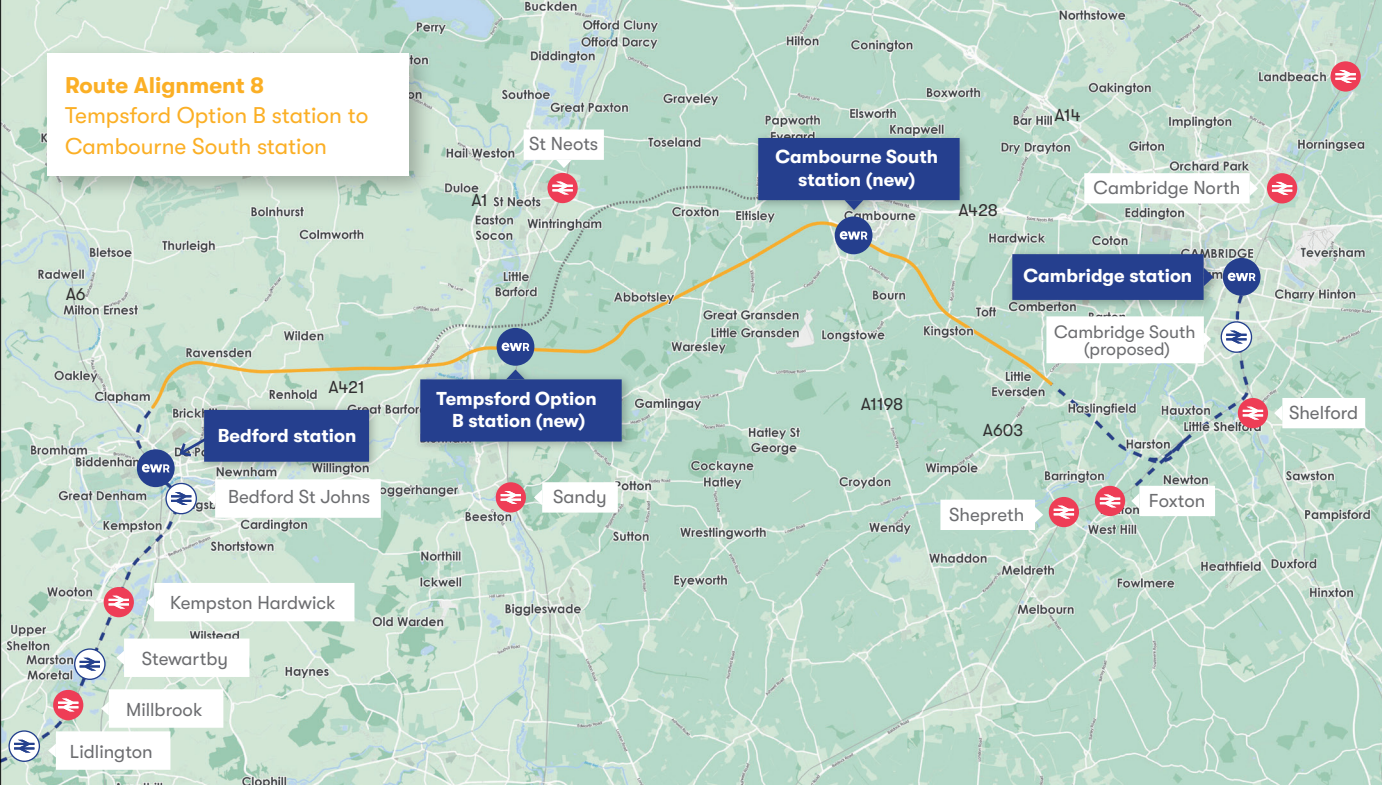 Route Alignment 8
Tempsford Option B station to
Cambourne South station
Buckden
Perry
Offord Cluny
Offord Darcy
Diddington
Northstowe
Hilton
Conington
Landbeach
Southoe
Great Paxton
Graveley
Boxworth
Oakington
Papworth
Everard
Elsworth
Knapwell
Bar Hill
A14
Implington
Hail Weston
St Neots
Toseland
Dry Drayton
Girton
Horningsea
Orchard Park
Cambourne South
station (new)
Cambridge North
Duloe
A1
St Neots
Easton
Socon
Wintringham
Croxton
Eltisley
Cambourne
A428
Eddington
Bolnhurst
Colmworth
Thurleigh
Bletsoe
ewr
Hardwick
Coton
CAMBRIDGE
Teversham
Radwell
A6
Milton Ernest
Little
Barford
Abbotsley
Cambridge station
ewr
Charry Hinton
Bourn
Toft
Comberton
Great Gransden
Little Gransden
Longstowe
Kingston
Cambridge South
(proposed)
Wilden
Ravensden
ewr
Waresley
Oakley
Clapham
Renhold
A421
Tempsford Option
B station (new)
Gamlingay
A1198
Little
Eversden
Haslingfield
Hauxton
Little Shelford
Shelford
Bedford station
Hatley St
George
A603
Harston
Bromham
Biddenham
ewr
Newnham
Willington
Cockayne
Hatley
Wimpole
Barrington
Newton
Sawston
Great Denham
Bedford St Johns
Sandy
Potton
Croydon
Shepreth
Foxton
Beeston
Kempston
Cardington
Sutton
Wrestlingworth
Wendy
West Hill
Pampisford
Shortstown
Northill
Whaddon
Meldreth
Heathfield
Duxford
Ickwell
Eyeworth
Fowlmere
Hinxton
Wooton
Kempston Hardwick
Biggleswade
Melbourn
Old Warden
Upper
Shelton
Wilstead
Marston
Moretal
Stewartby
Haynes
Millbrook
Lidlington
Clophill